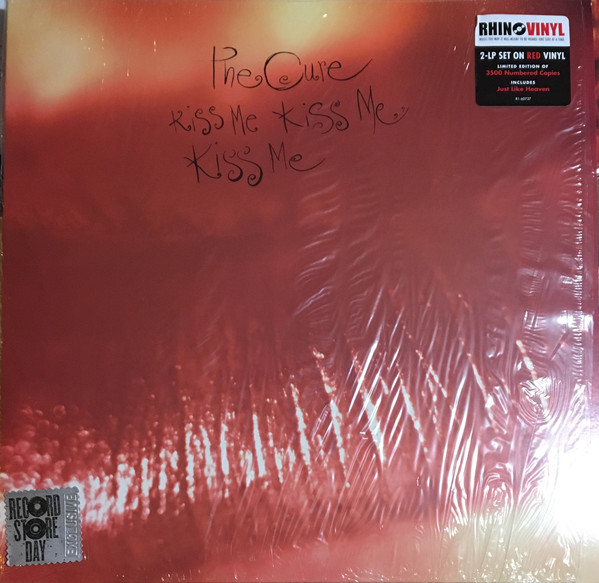 The Cure
Kiss Me Kiss Me
Kiss Me
RHINO VINYL
2-LP SET ON RED VINYL
LIMITED EDITION OF
3500 Numbered Copies
INCLUDES
Just Like Heaven
RECORD
STORE
DAY
EXCLUSIVE